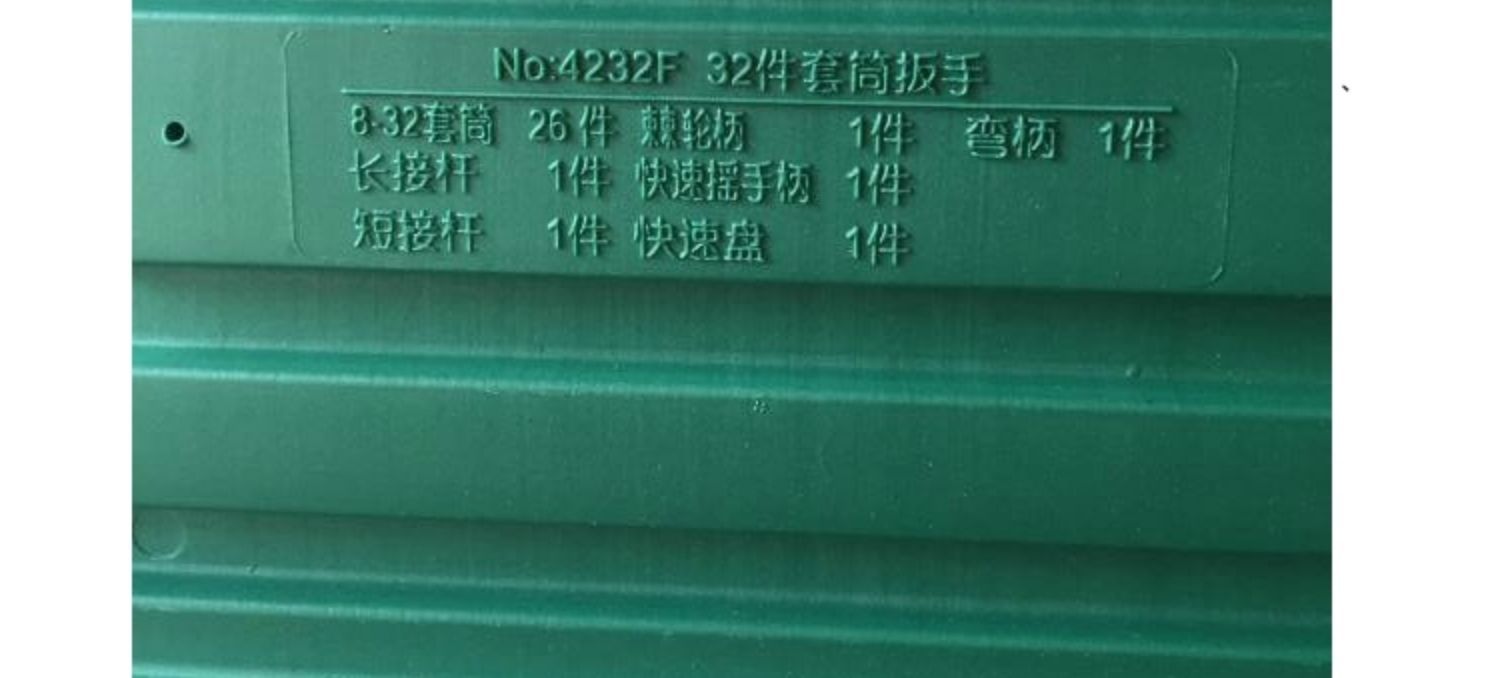 No:4232F 32件套筒扳手
8-32套筒 26件 棘轮柄 1件 弯柄 1件
长接杆 1件 快速摇手柄 1件
短接杆 1件 快速盘 1件